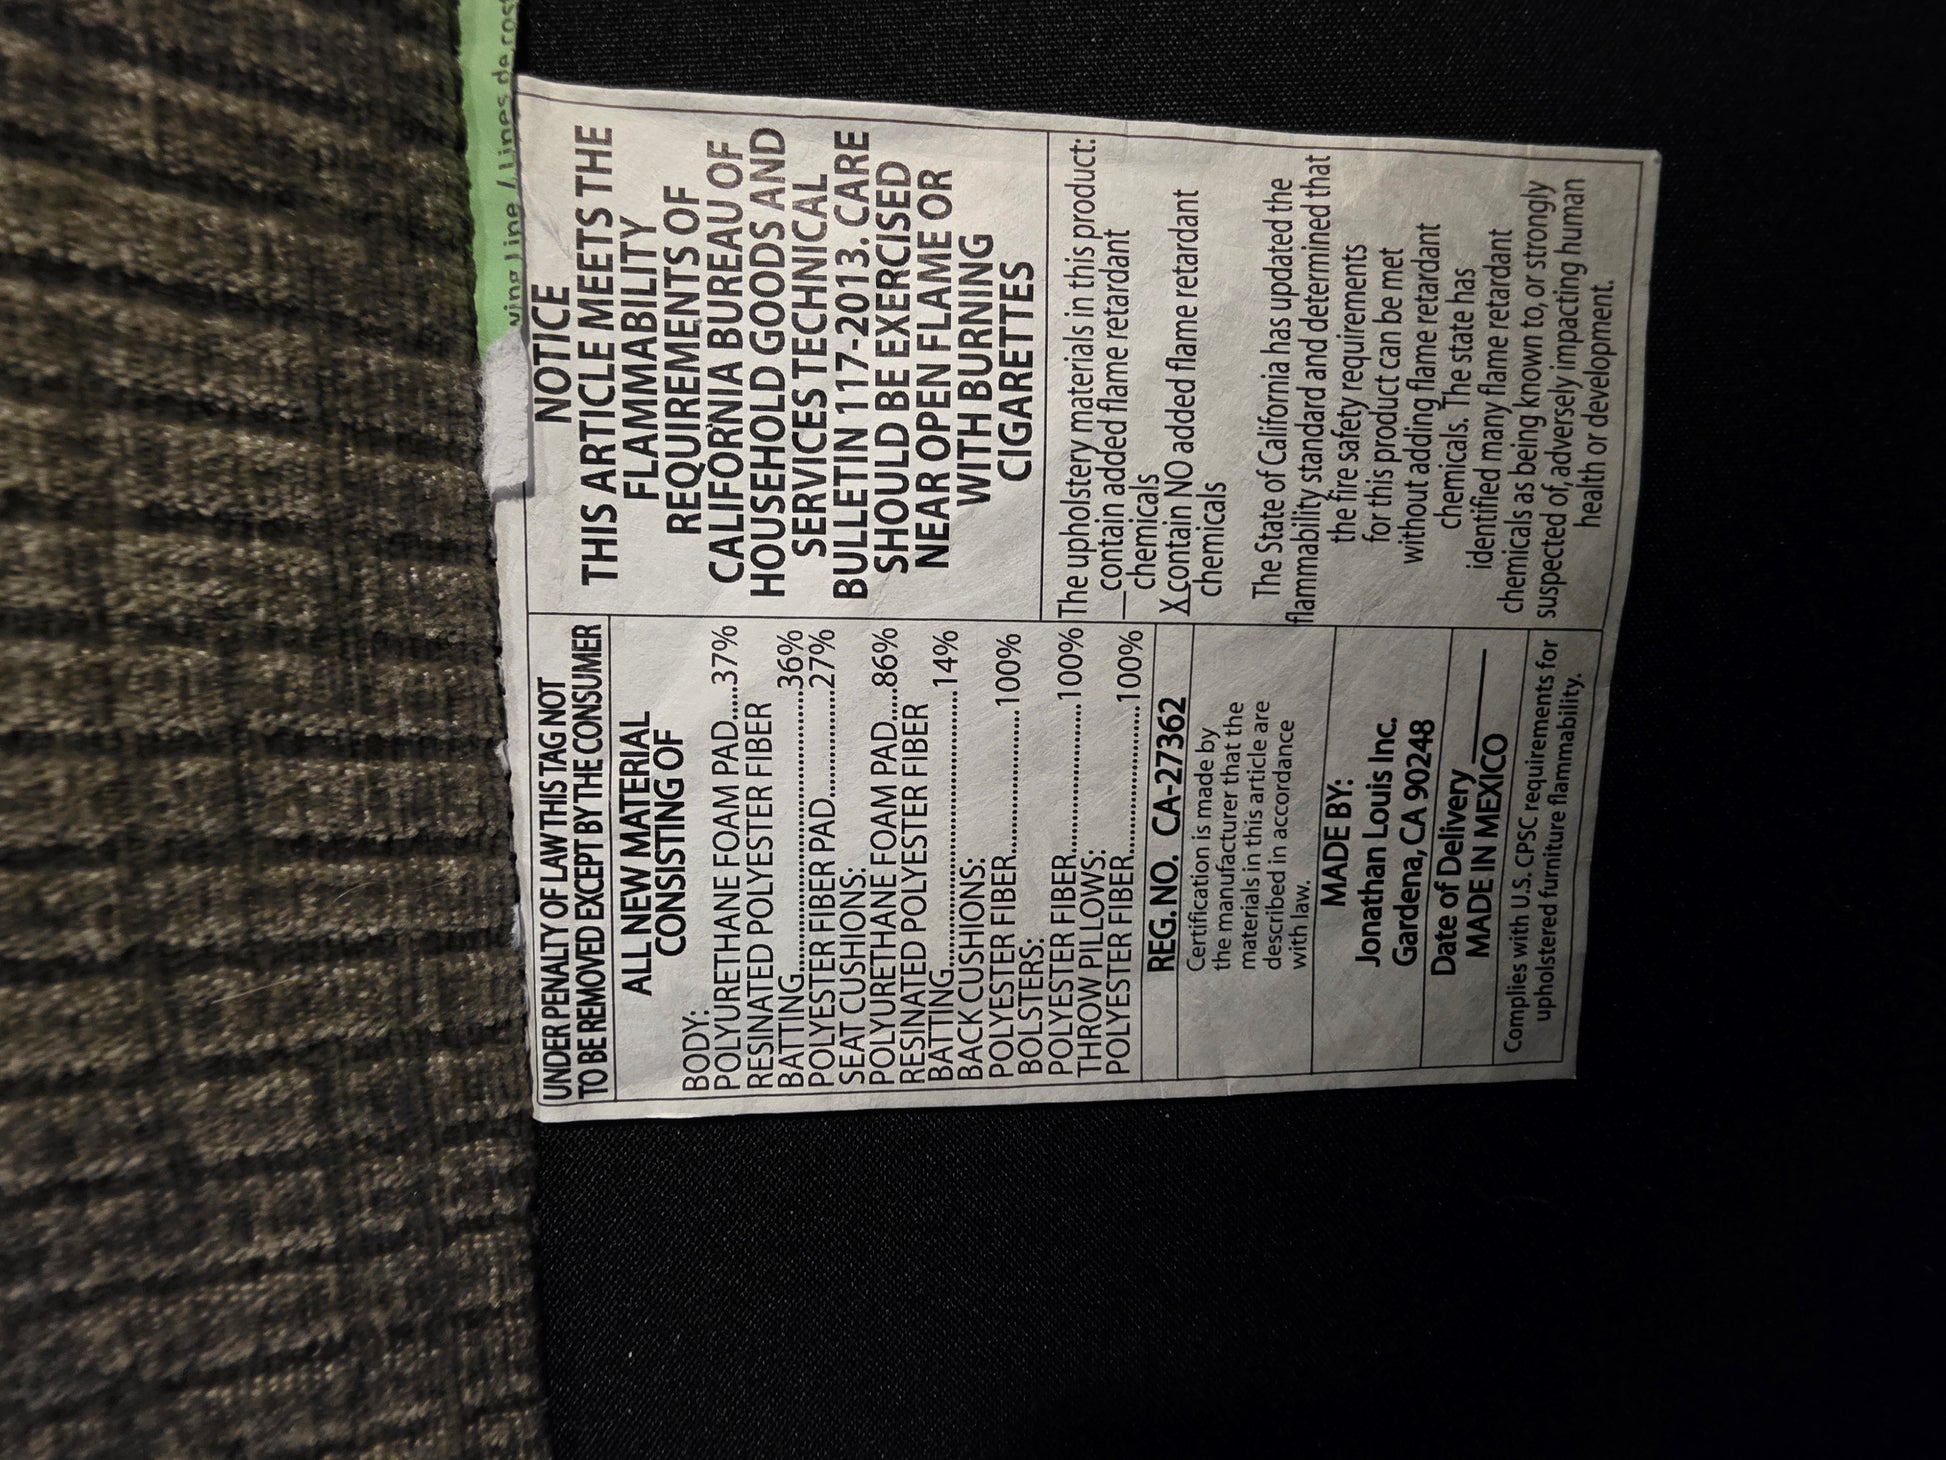 ving Line / Lines de cos
UNDER PENALTY OF LAW THIS TAG NOT
TO BE REMOVED EXCEPT BY THE CONSUMER
ALL NEW MATERIAL
CONSISTING OF
BODY:
POLYURETHANE FOAM PAD.....37%
RESINATED POLYESTER FIBER
BATTING................................36%
POLYESTER FIBER PAD..............27%
SEAT CUSHIONS:
POLYURETHANE FOAM PAD.....86%
RESINATED POLYESTER FIBER
BATTING................................14%
BACK CUSHIONS:
POLYESTER FIBER...................100%
BOLSTERS:
POLYESTER FIBER...................100%
THROW PILLOWS:
POLYESTER FIBER...................100%
REG. NO. CA-27362
Certification is made by
the manufacturer that the
materials in this article are
described in accordance
with law.
MADE BY:
Jonathan Louis Inc.
Gardena, CA 90248
Date of Delivery ________
MADE IN MEXICO
Complies with U.S. CPSC requirements for
upholstered furniture flammability.
NOTICE
THIS ARTICLE MEETS THE
FLAMMABILITY
REQUIREMENTS OF
CALIFORNIA BUREAU OF
HOUSEHOLD GOODS AND
SERVICES TECHNICAL
BULLETIN 117-2013. CARE
SHOULD BE EXERCISED
NEAR OPEN FLAME OR
WITH BURNING
CIGARETTES
The upholstery materials in this product:
__contain added flame retardant
chemicals
X contain NO added flame retardant
chemicals
The State of California has updated the
flammability standard and determined that
the fire safety requirements
for this product can be met
without adding flame retardant
chemicals. The state has
identified many flame retardant
chemicals as being known to, or strongly
suspected of, adversely impacting human
health or development.